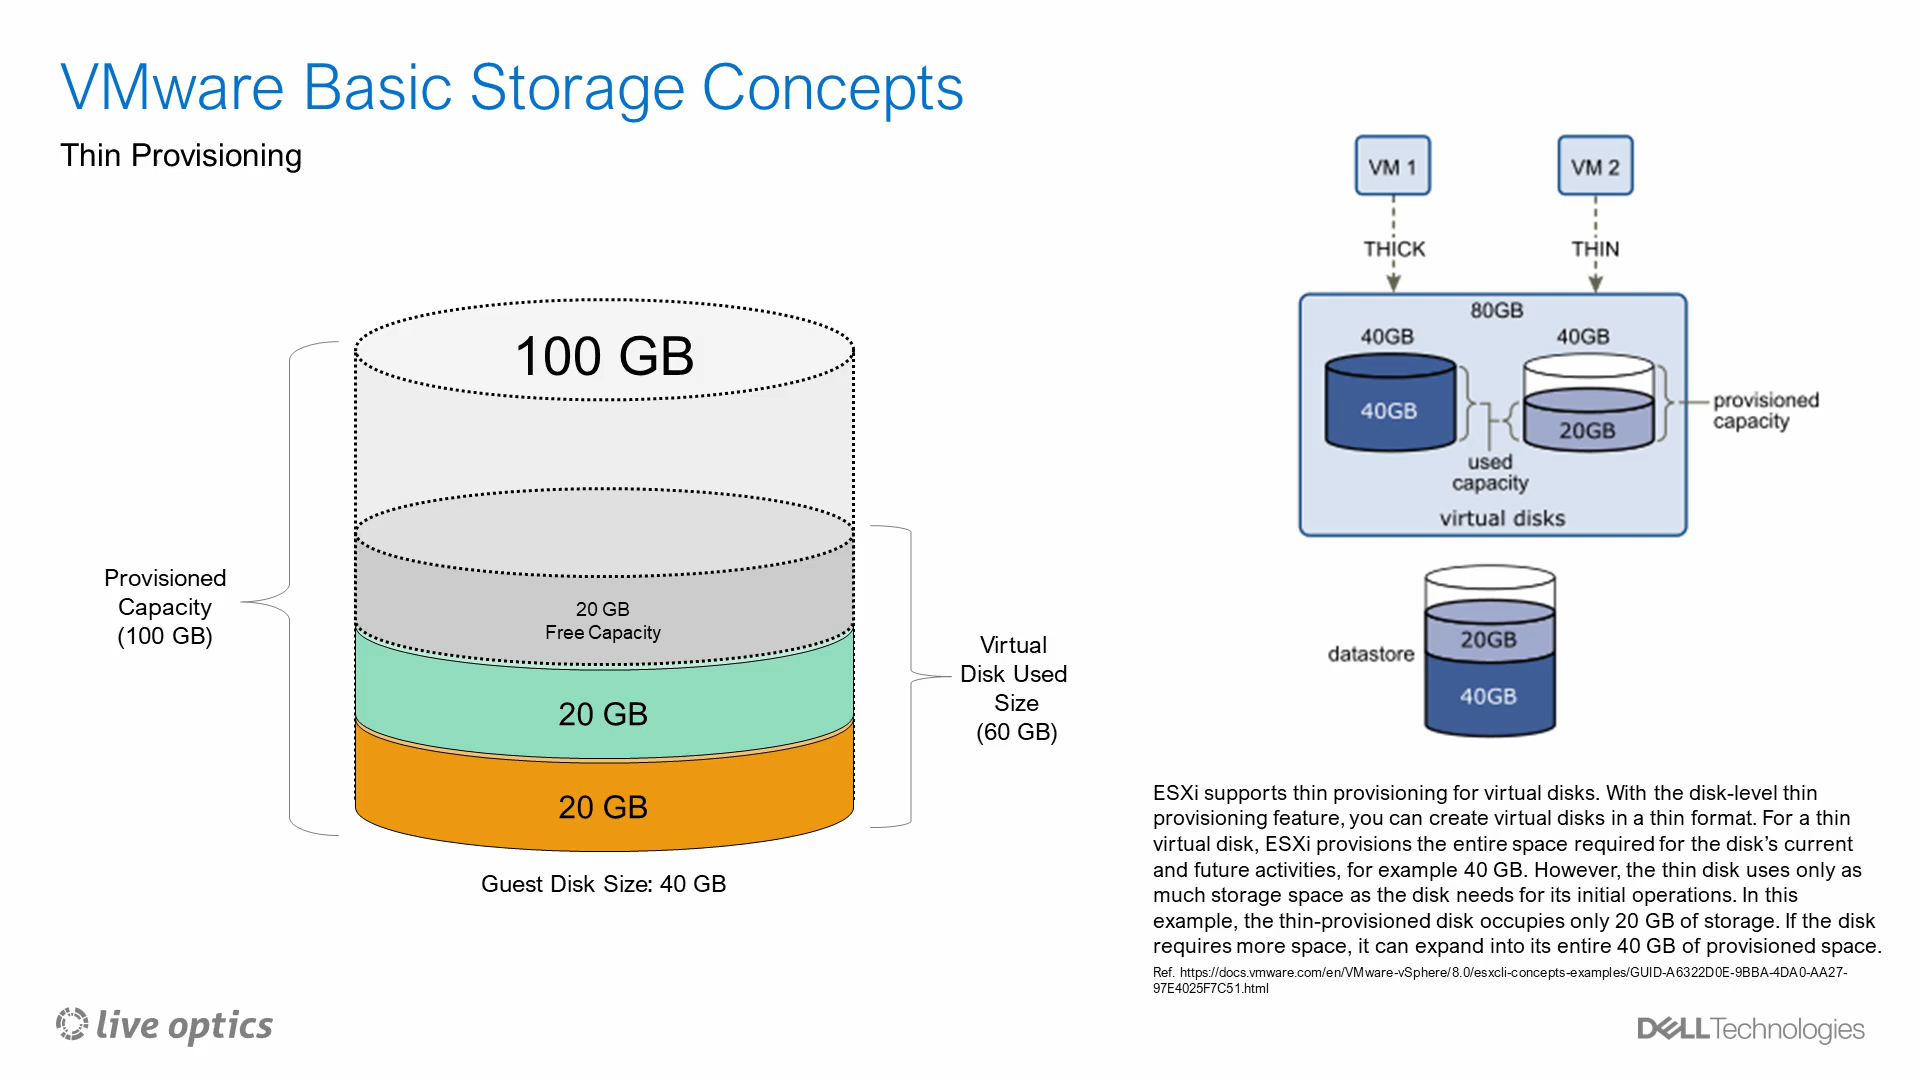 VMware Basic Storage Concepts
Thin Provisioning
100 GB
20 GB
Free Capacity
20 GB
20 GB
Provisioned
Capacity
(100 GB)
Virtual
Disk Used
Size
(60 GB)
Guest Disk Size: 40 GB
VM 1
VM 2
THICK
THIN
80GB
40GB
40GB
40GB
20GB
provisioned
capacity
used
capacity
virtual disks
datastore
20GB
40GB
ESXi supports thin provisioning for virtual disks. With the disk-level thin
provisioning feature, you can create virtual disks in a thin format. For a thin
virtual disk, ESXi provisions the entire space required for the disk’s current
and future activities, for example 40 GB. However, the thin disk uses only as
much storage space as the disk needs for its initial operations. In this
example, the thin-provisioned disk occupies only 20 GB of storage. If the disk
requires more space, it can expand into its entire 40 GB of provisioned space.
Ref. https://docs.vmware.com/en/VMware-vSphere/8.0/esxcli-concepts-examples/GUID-A6322D0E-9BBA-4DA0-AA27-
97E4025F7C51.html
live optics
DELLTechnologies